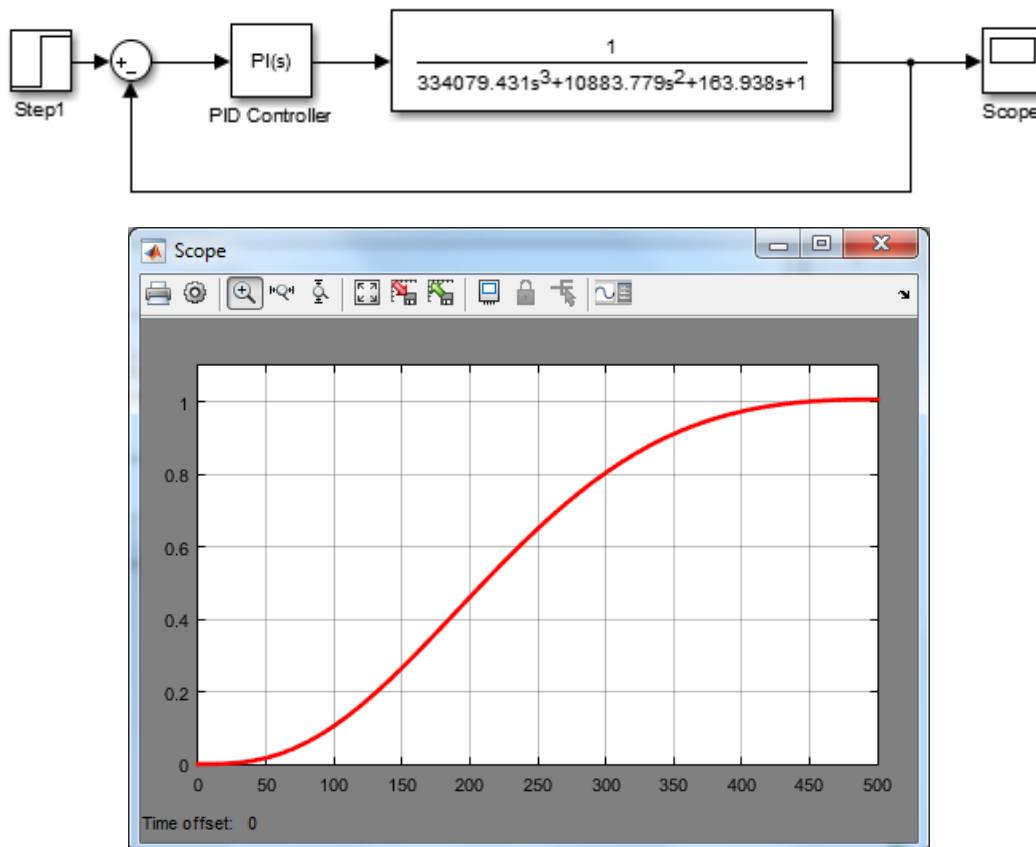 Step1
+
−
PI(s)
PID Controller
1
334079.431s³+10883.779s²+163.938s+1
Scope
Scope
1
0.8
0.6
0.4
0.2
0
0 50 100 150 200 250 300 350 400 450 500
Time offset: 0